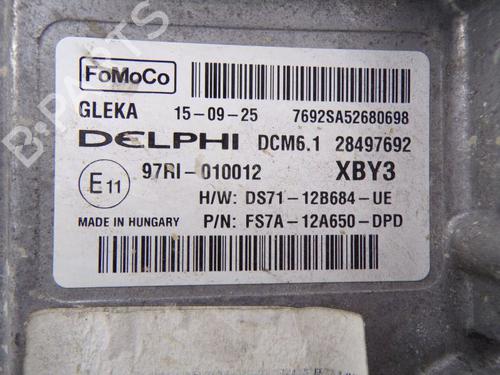 FoMoCo
GLEKA 15-09-25 7692SA52680698
DELPHI DCM6.1 28497692
E11 97RI-010012 XBY3
H/W: DS71-12B684-UE
MADE IN HUNGARY P/N: FS7A-12A650-DPD
B-PARTS